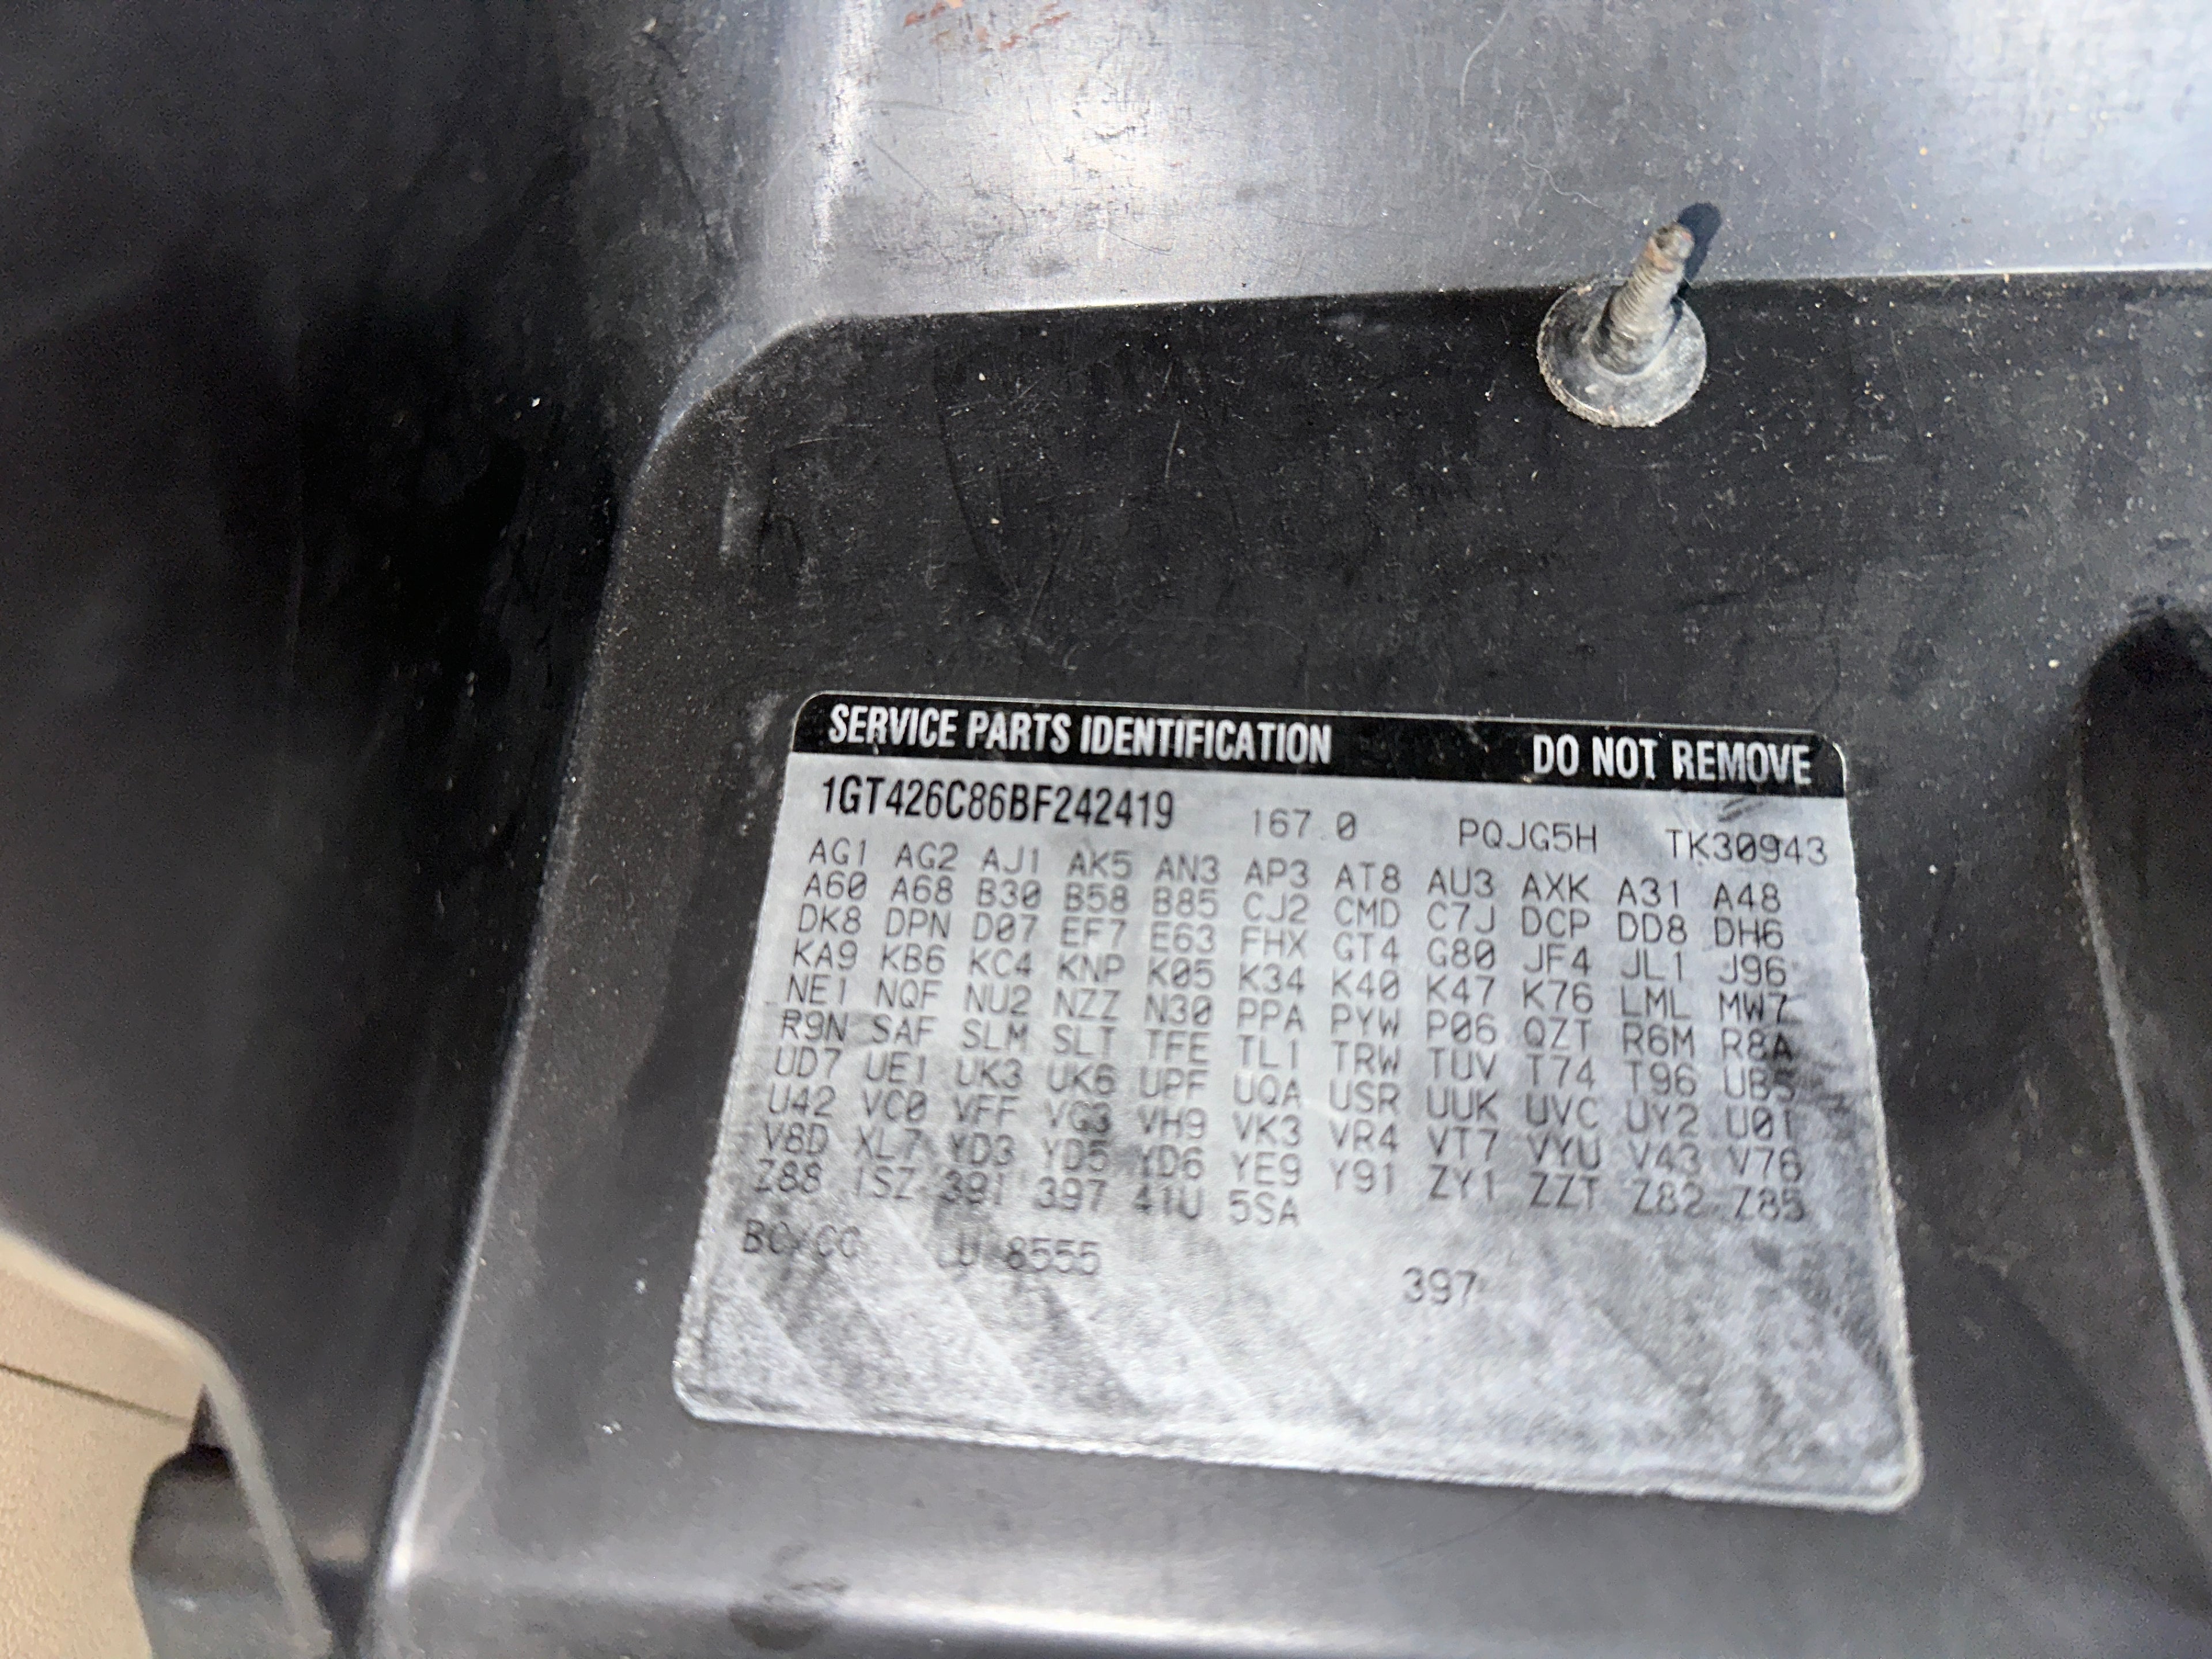 SERVICE PARTS IDENTIFICATION DO NOT REMOVE
1GT426C86BF242419 167.0 PQJG5H TK30943
AG1 AG2 AJ1 AK5 AN3 AP3 AT8 AU3 AXK A31 A48
A60 A68 B30 B58 B85 CJ2 CMD C7J DCP DD8 DH6
DK8 DPN D07 EF7 E63 FHX GT4 G80 JF4 JL1 J96
KA9 KB6 KC4 KNP K05 K34 K40 K47 K76 LML MW7
NE1 NQF NU2 NZZ N30 PPA PYW P06 QZT R6M R8A
R9N SAF SLM SLT TFE TL1 TRW TUV T74 T96 UB5
UD7 UE1 UK3 UK6 UPF UQA USR UUK UVC UY2 U01
U42 VC0 VFF VG3 VH9 VK3 VR4 VT7 VYU V43 V76
V8D XL7 YD3 YD5 YD6 YE9 Y91 ZY1 ZZT Z82 Z85
Z88 1SZ 391 397 41U 5SA
BC/CC U 8555 397